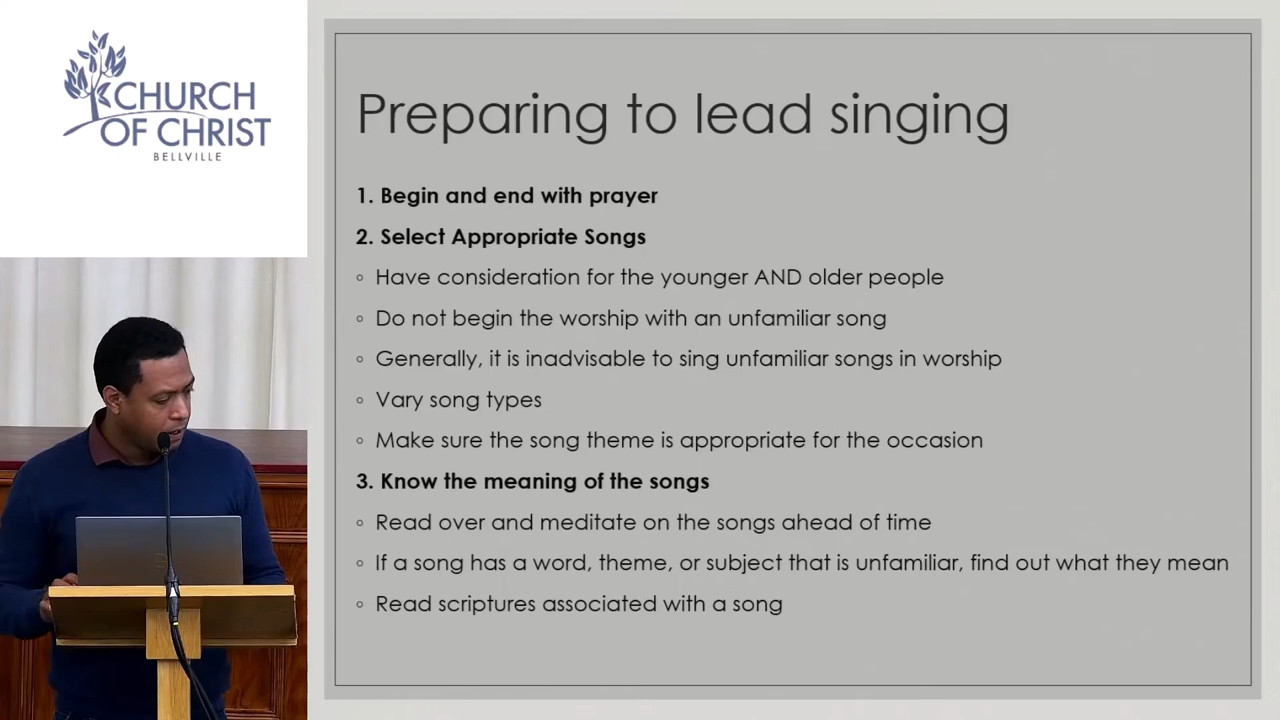 CHURCH
OF CHRIST
BELLVILLE
Preparing to lead singing
1. Begin and end with prayer
2. Select Appropriate Songs
◦ Have consideration for the younger AND older people
◦ Do not begin the worship with an unfamiliar song
◦ Generally, it is inadvisable to sing unfamiliar songs in worship
◦ Vary song types
◦ Make sure the song theme is appropriate for the occasion
3. Know the meaning of the songs
◦ Read over and meditate on the songs ahead of time
◦ If a song has a word, theme, or subject that is unfamiliar, find out what they mean
◦ Read scriptures associated with a song